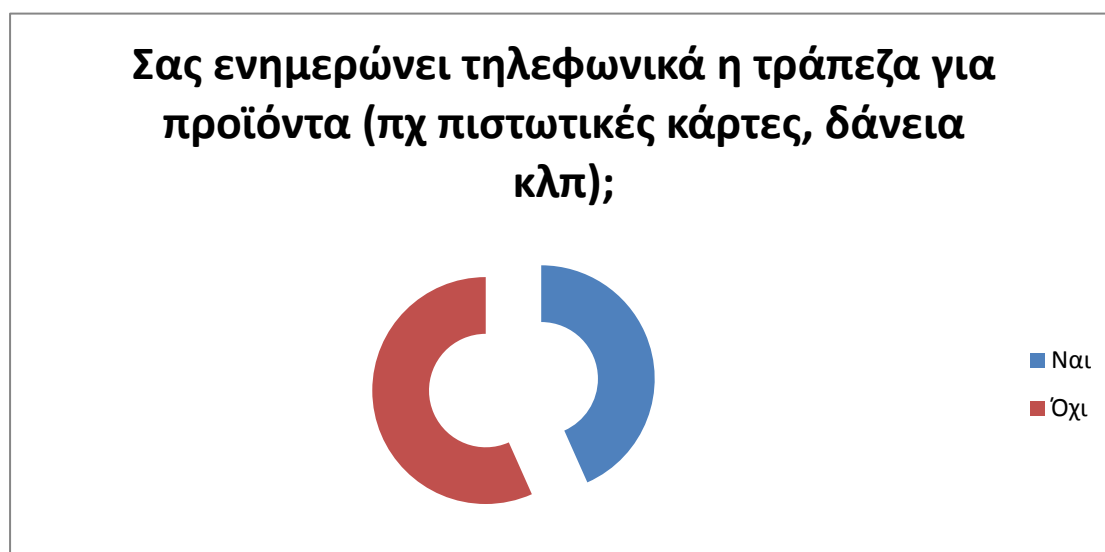 Σας ενημερώνει τηλεφωνικά η τράπεζα για
προϊόντα (πχ πιστωτικές κάρτες, δάνεια
κλπ);
Ναι
Όχι